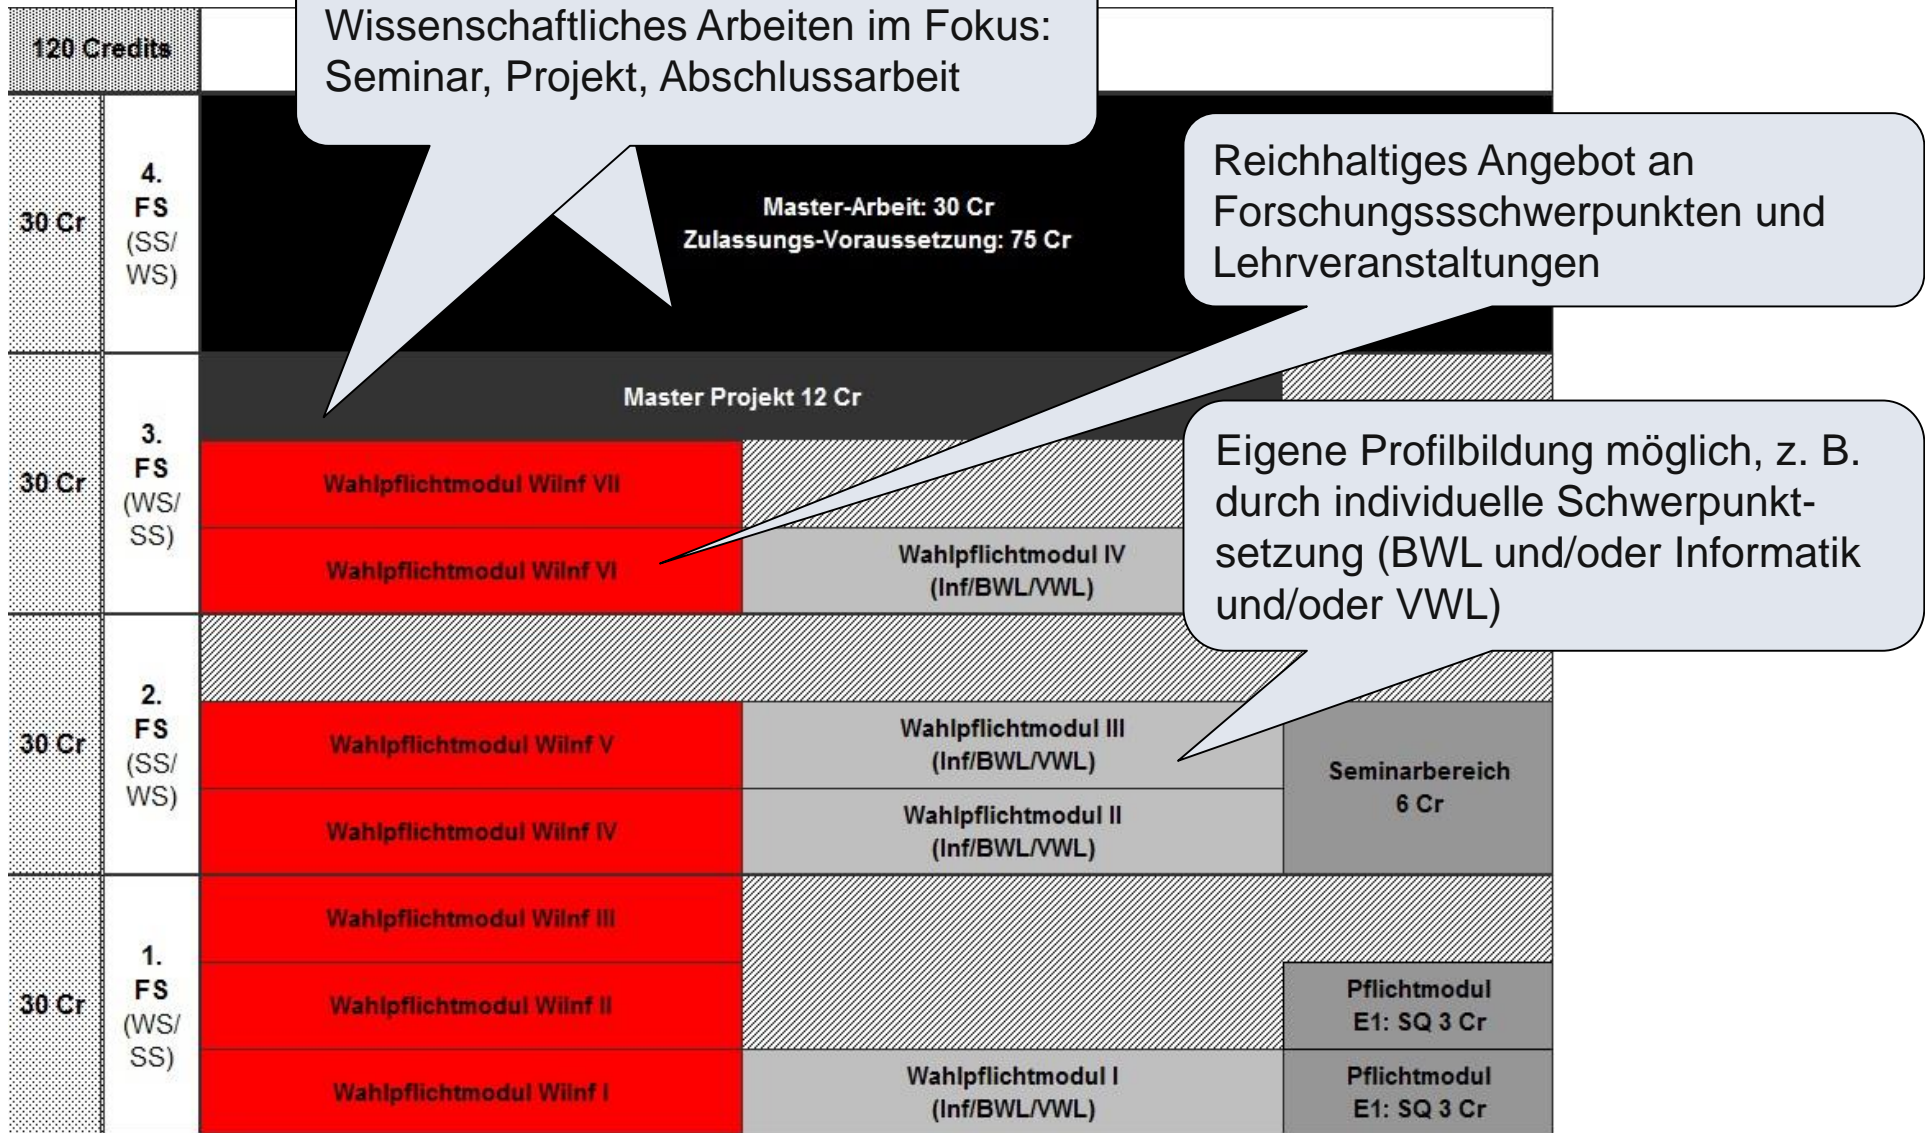 Wissenschaftliches Arbeiten im Fokus:
Seminar, Projekt, Abschlussarbeit
120 Credits
Reichhaltiges Angebot an
Forschungssschwerpunkten und
Lehrveranstaltungen
30 Cr
4.
FS
(SS/
WS)
Master-Arbeit: 30 Cr
Zulassungs-Voraussetzung: 75 Cr
30 Cr
3.
FS
(WS/
SS)
Master Projekt 12 Cr
Eigene Profilbildung möglich, z. B.
durch individuelle Schwerpunkt-
setzung (BWL und/oder Informatik
und/oder VWL)
Wahlpflichtmodul WiInf VII
Wahlpflichtmodul WiInf VI
Wahlpflichtmodul IV
(Inf/BWL/VWL)
30 Cr
2.
FS
(SS/
WS)
Wahlpflichtmodul WiInf V
Wahlpflichtmodul III
(Inf/BWL/VWL)
Seminarbereich
6 Cr
Wahlpflichtmodul WiInf IV
Wahlpflichtmodul II
(Inf/BWL/VWL)
30 Cr
1.
FS
(WS/
SS)
Wahlpflichtmodul WiInf III
Wahlpflichtmodul WiInf II
Pflichtmodul
E1: SQ 3 Cr
Wahlpflichtmodul WiInf I
Wahlpflichtmodul I
(Inf/BWL/VWL)
Pflichtmodul
E1: SQ 3 Cr